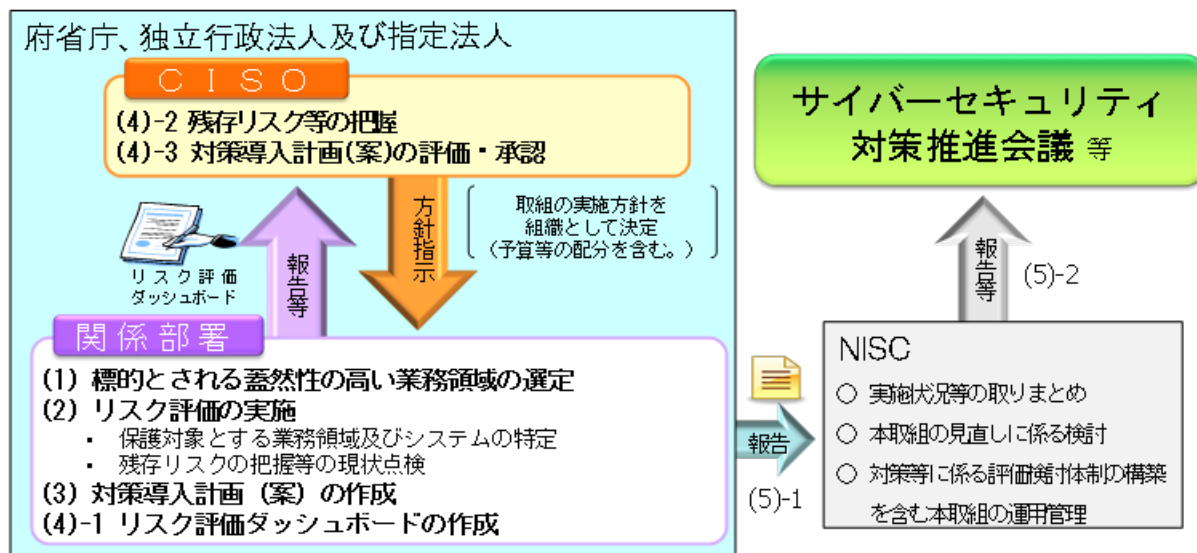 府省庁、独立行政法人及び指定法人
CISO
(4)-2 残存リスク等の把握
(4)-3 対策導入計画(案)の評価・承認
リスク評価
ダッシュボード
報告等
方針指示
取組の実施方針を
組織として決定
(予算等の配分を含む。)
関係部署
(1) 標的とされる蓋然性の高い業務領域の選定
(2) リスク評価の実施
・ 保護対象とする業務領域及びシステムの特定
・ 残存リスクの把握等の現状点検
(3) 対策導入計画（案）の作成
(4)-1 リスク評価ダッシュボードの作成
報告
(5)-1
サイバーセキュリティ
対策推進会議 等
報告等
(5)-2
NISC
○ 実施状況等の取りまとめ
○ 本取組の見直しに係る検討
○ 対策等に係る評価検討体制の構築
を含む本取組の運用管理